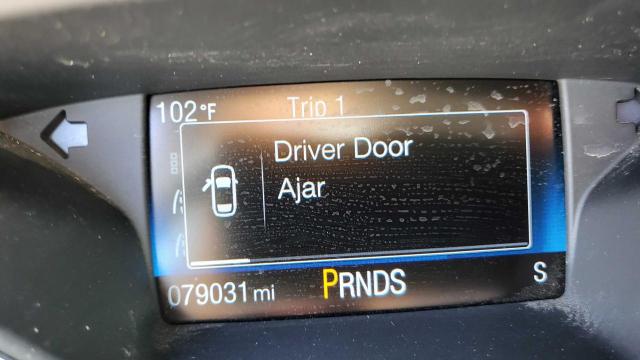 102°F Trip 1
Driver Door
Ajar
079031 mi PRNDS S